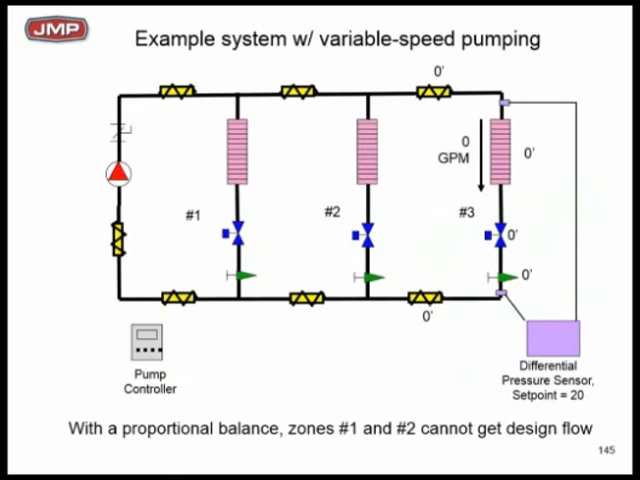 JMP
Example system w/ variable-speed pumping
0'
0
GPM
0'
#1
#2
#3
0'
0'
0'
Pump
Controller
Differential
Pressure Sensor,
Setpoint = 20
With a proportional balance, zones #1 and #2 cannot get design flow
145